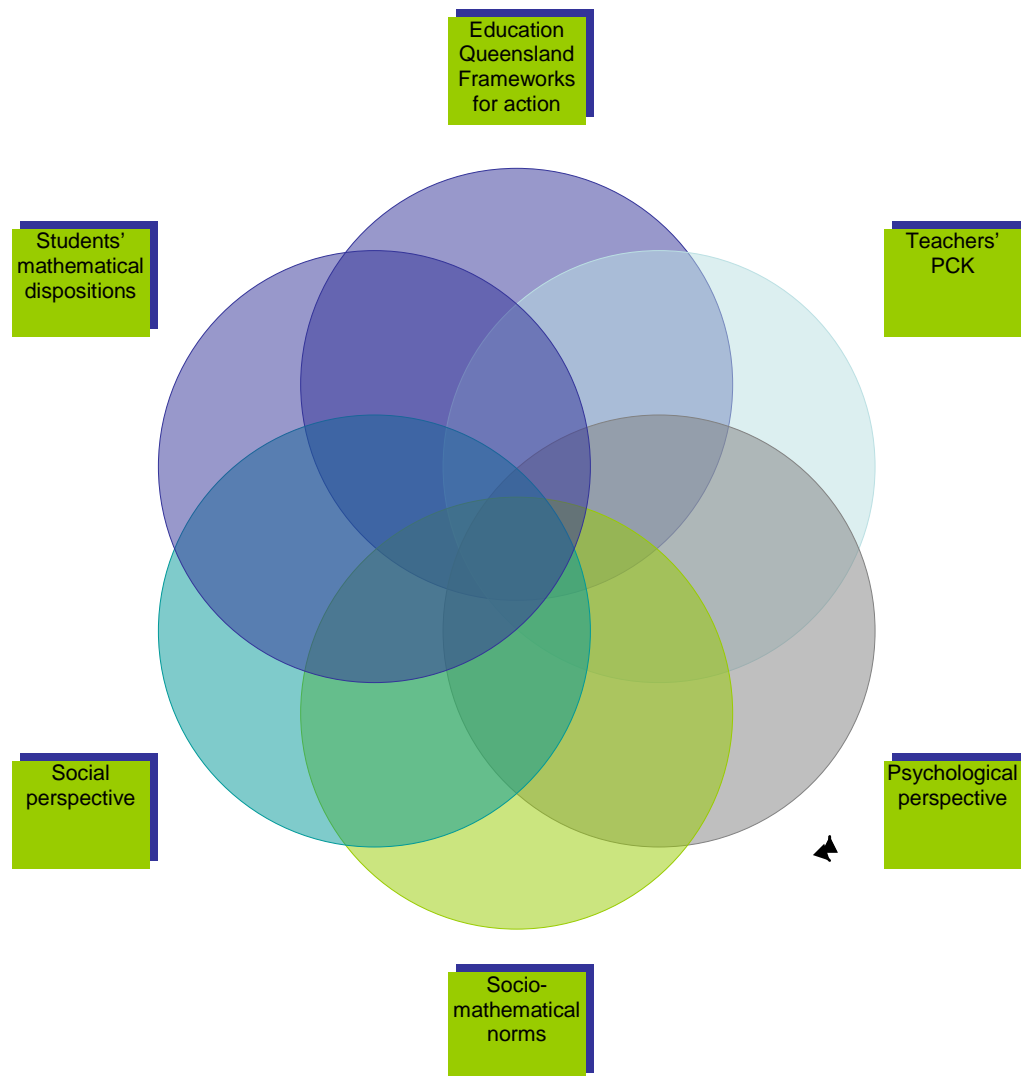 Education
Queensland
Frameworks
for action
Students’
mathematical
dispositions
Teachers’
PCK
Social
perspective
Psychological
perspective
Socio-
mathematical
norms